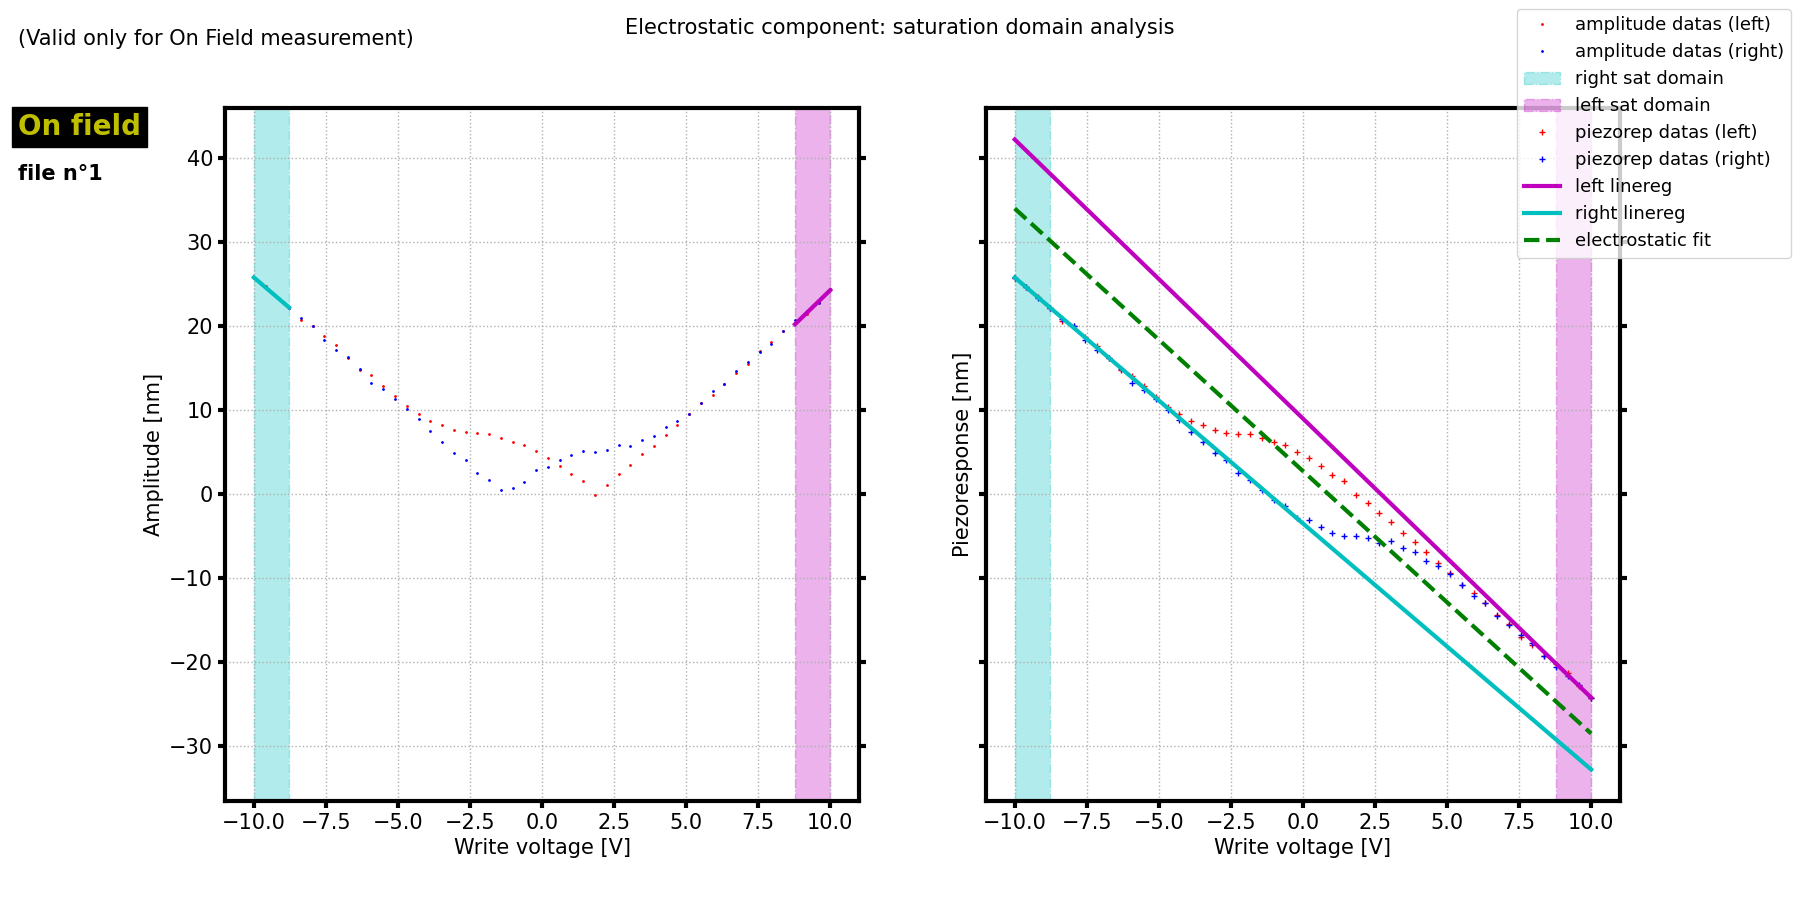 Electrostatic component: saturation domain analysis
(Valid only for On Field measurement)
On field
file n°1
amplitude datas (left)
amplitude datas (right)
right sat domain
left sat domain
piezorep datas (left)
piezorep datas (right)
left linereg
right linereg
electrostatic fit
Amplitude [nm]
40
30
20
10
0
−10
−20
−30
−10.0 −7.5 −5.0 −2.5 0.0 2.5 5.0 7.5 10.0
Write voltage [V]
Piezoresponse [nm]
−10.0 −7.5 −5.0 −2.5 0.0 2.5 5.0 7.5 10.0
Write voltage [V]